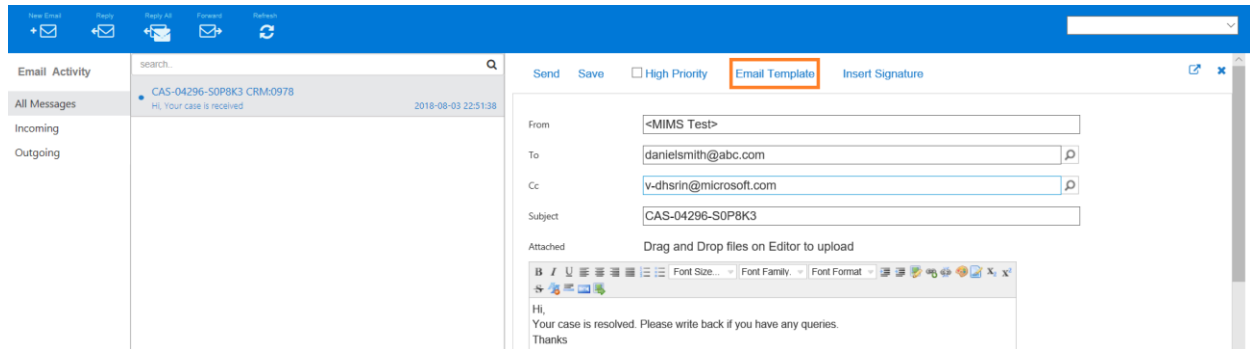 New Email Reply Reply All Forward Refresh
Email Activity
All Messages
Incoming
Outgoing
search..
CAS-04296-S0P8K3 CRM:0978
Hi, Your case is received 2018-08-03 22:51:38
Send Save High Priority Email Template Insert Signature
From <MIMS Test>
To danielsmith@abc.com
Cc v-dhsrin@microsoft.com
Subject CAS-04296-S0P8K3
Attached Drag and Drop files on Editor to upload
B I U Font Size... Font Family. Font Format X₂ x²
S
Hi,
Your case is resolved. Please write back if you have any queries.
Thanks